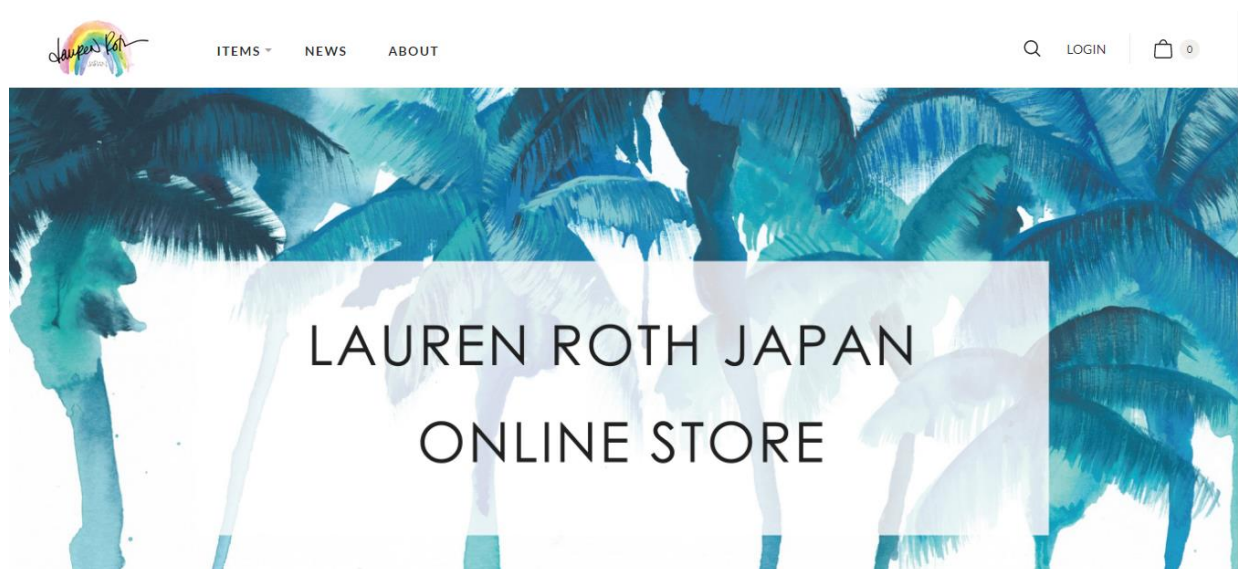 Lauren Roth
ITEMS
NEWS
ABOUT
LOGIN
0
LAUREN ROTH JAPAN
ONLINE STORE